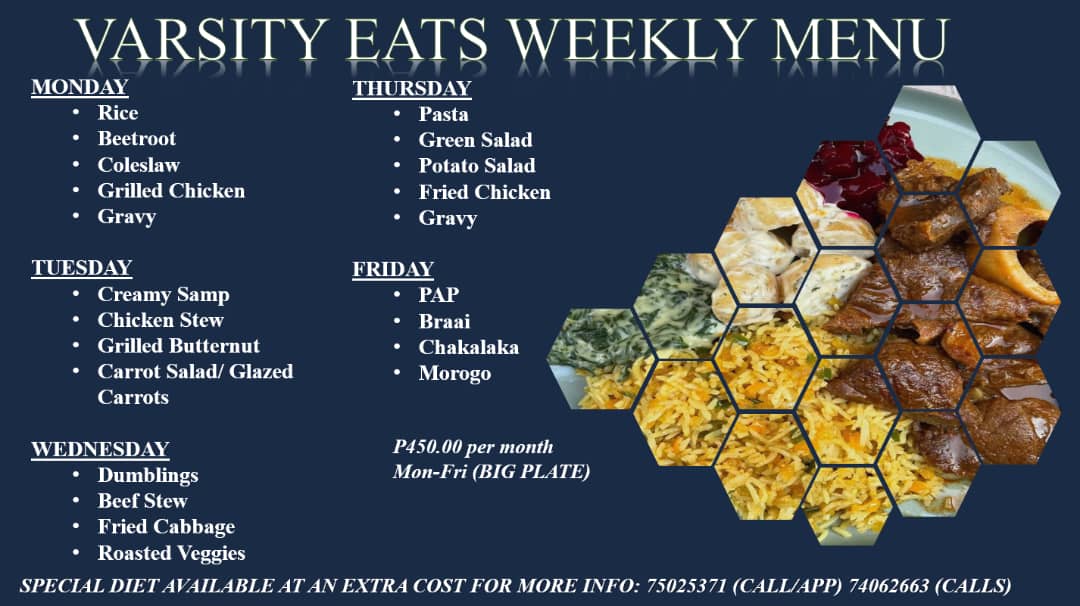 VARSITY EATS WEEKLY MENU
MONDAY
• Rice
• Beetroot
• Coleslaw
• Grilled Chicken
• Gravy
TUESDAY
• Creamy Samp
• Chicken Stew
• Grilled Butternut
• Carrot Salad/ Glazed
Carrots
WEDNESDAY
• Dumblings
• Beef Stew
• Fried Cabbage
• Roasted Veggies
THURSDAY
• Pasta
• Green Salad
• Potato Salad
• Fried Chicken
• Gravy
FRIDAY
• PAP
• Braai
• Chakalaka
• Morogo
P450.00 per month
Mon-Fri (BIG PLATE)
SPECIAL DIET AVAILABLE AT AN EXTRA COST FOR MORE INFO: 75025371 (CALL/APP) 74062663 (CALLS)